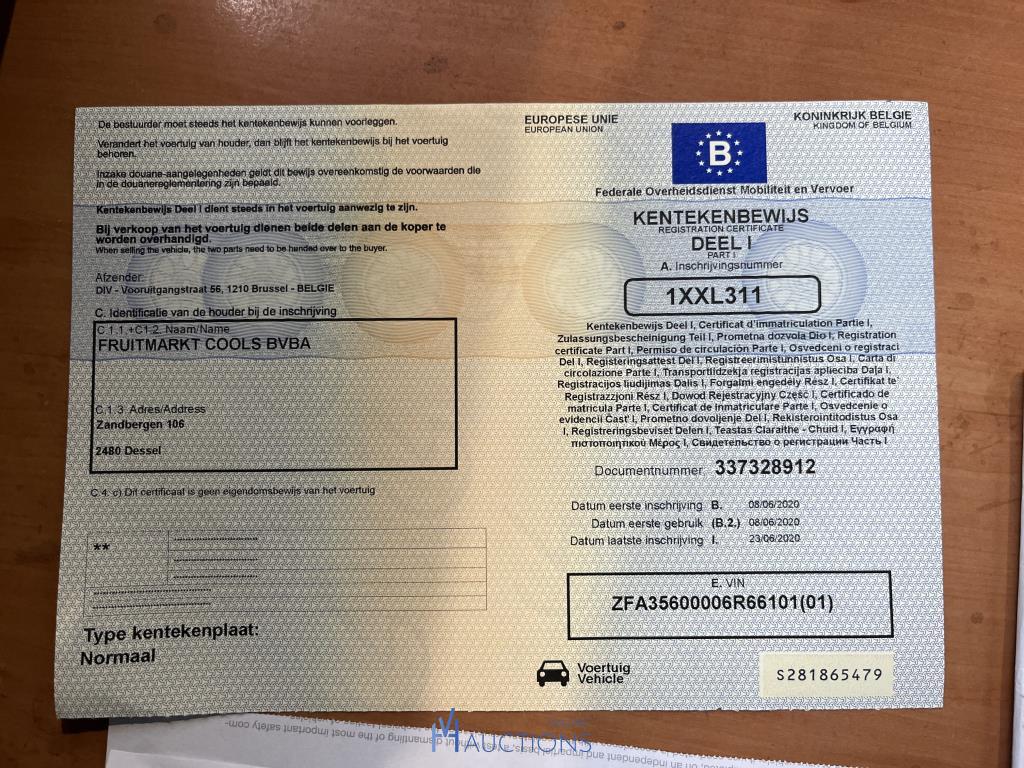 De bestuurder moet steeds het kentekenbewijs kunnen voorleggen.
Verandert het voertuig van houder, dan blijft het kentekenbewijs bij het voertuig
behoren.
Inzake douane-aangelegenheden geldt dit bewijs overeenkomstig de voorwaarden die
in de douanereglementering zijn bepaald.
Kentekenbewijs Deel I dient steeds in het voertuig aanwezig te zijn.
Bij verkoop van het voertuig dienen beide delen aan de koper te
worden overhandigd.
When selling the vehicle, the two parts need to be handed over to the buyer.
Afzender:
DIV - Vooruitgangstraat 56, 1210 Brussel - BELGIE
C. Identificatie van de houder bij de inschrijving
C.1.1.+C1.2. Naam/Name
FRUITMARKT COOLS BVBA
C.1.3. Adres/Address
Zandbergen 106
2480 Dessel
C.4. c) Dit certificaat is geen eigendomsbewijs van het voertuig
**
Type kentekenplaat:
Normaal
EUROPESE UNIE
EUROPEAN UNION
KONINKRIJK BELGIE
KINGDOM OF BELGIUM
B
Federale Overheidsdienst Mobiliteit en Vervoer
KENTEKENBEWIJS
REGISTRATION CERTIFICATE
DEEL I
PART I
A. Inschrijvingsnummer
1XXL311
Kentekenbewijs Deel I, Certificat d'immatriculation Partie I,
Zulassungsbescheinigung Teil I, Prometna dozvola Dio I, Registration
certificate Part I, Permiso de circulación Parte I, Osvedceni o registraci
Del I, Registeringsattest Del I, Registreerimistunnistus Osa I, Carta di
circolazione Parte I, Transportlidzekļa registracijas aplieciba Daļa I,
Registracijos liudijimas Dalis I, Forgalmi engedély Rész I, Certifikat te'
Registrazzjoni Rész I, Dowod Rejestracyjny Część I, Certificado de
matricula Parte I, Certificat de inmatriculare Parte I, Osvedcenie o
evidencii Čast' I, Prometno dovoljenje Del I, Rekisterointitodistus Osa
I, Registreringsbeviset Delen I, Teastas Claraithe - Chuid I, Εγγραφή
πιστοποιητικού Μέρος I, Свидетельство о регистрации Часть I
Documentnummer 337328912
Datum eerste inschrijving B. 08/06/2020
Datum eerste gebruik (B.2.) 08/06/2020
Datum laatste inschrijving I. 23/06/2020
E. VIN
ZFA35600006R66101(01)
Voertuig
Vehicle
S281865479
AUCTIONS